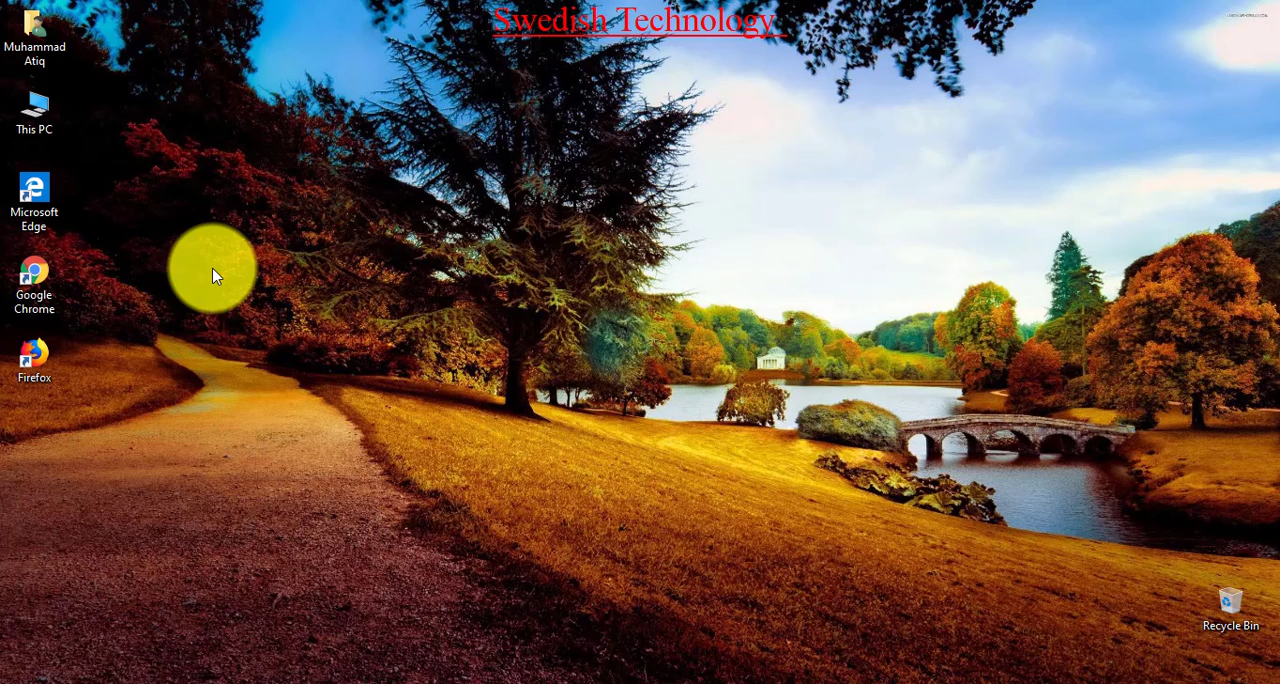 Swedish Technology
Muhammad
Atiq
This PC
Microsoft
Edge
Google
Chrome
Firefox
Recycle Bin